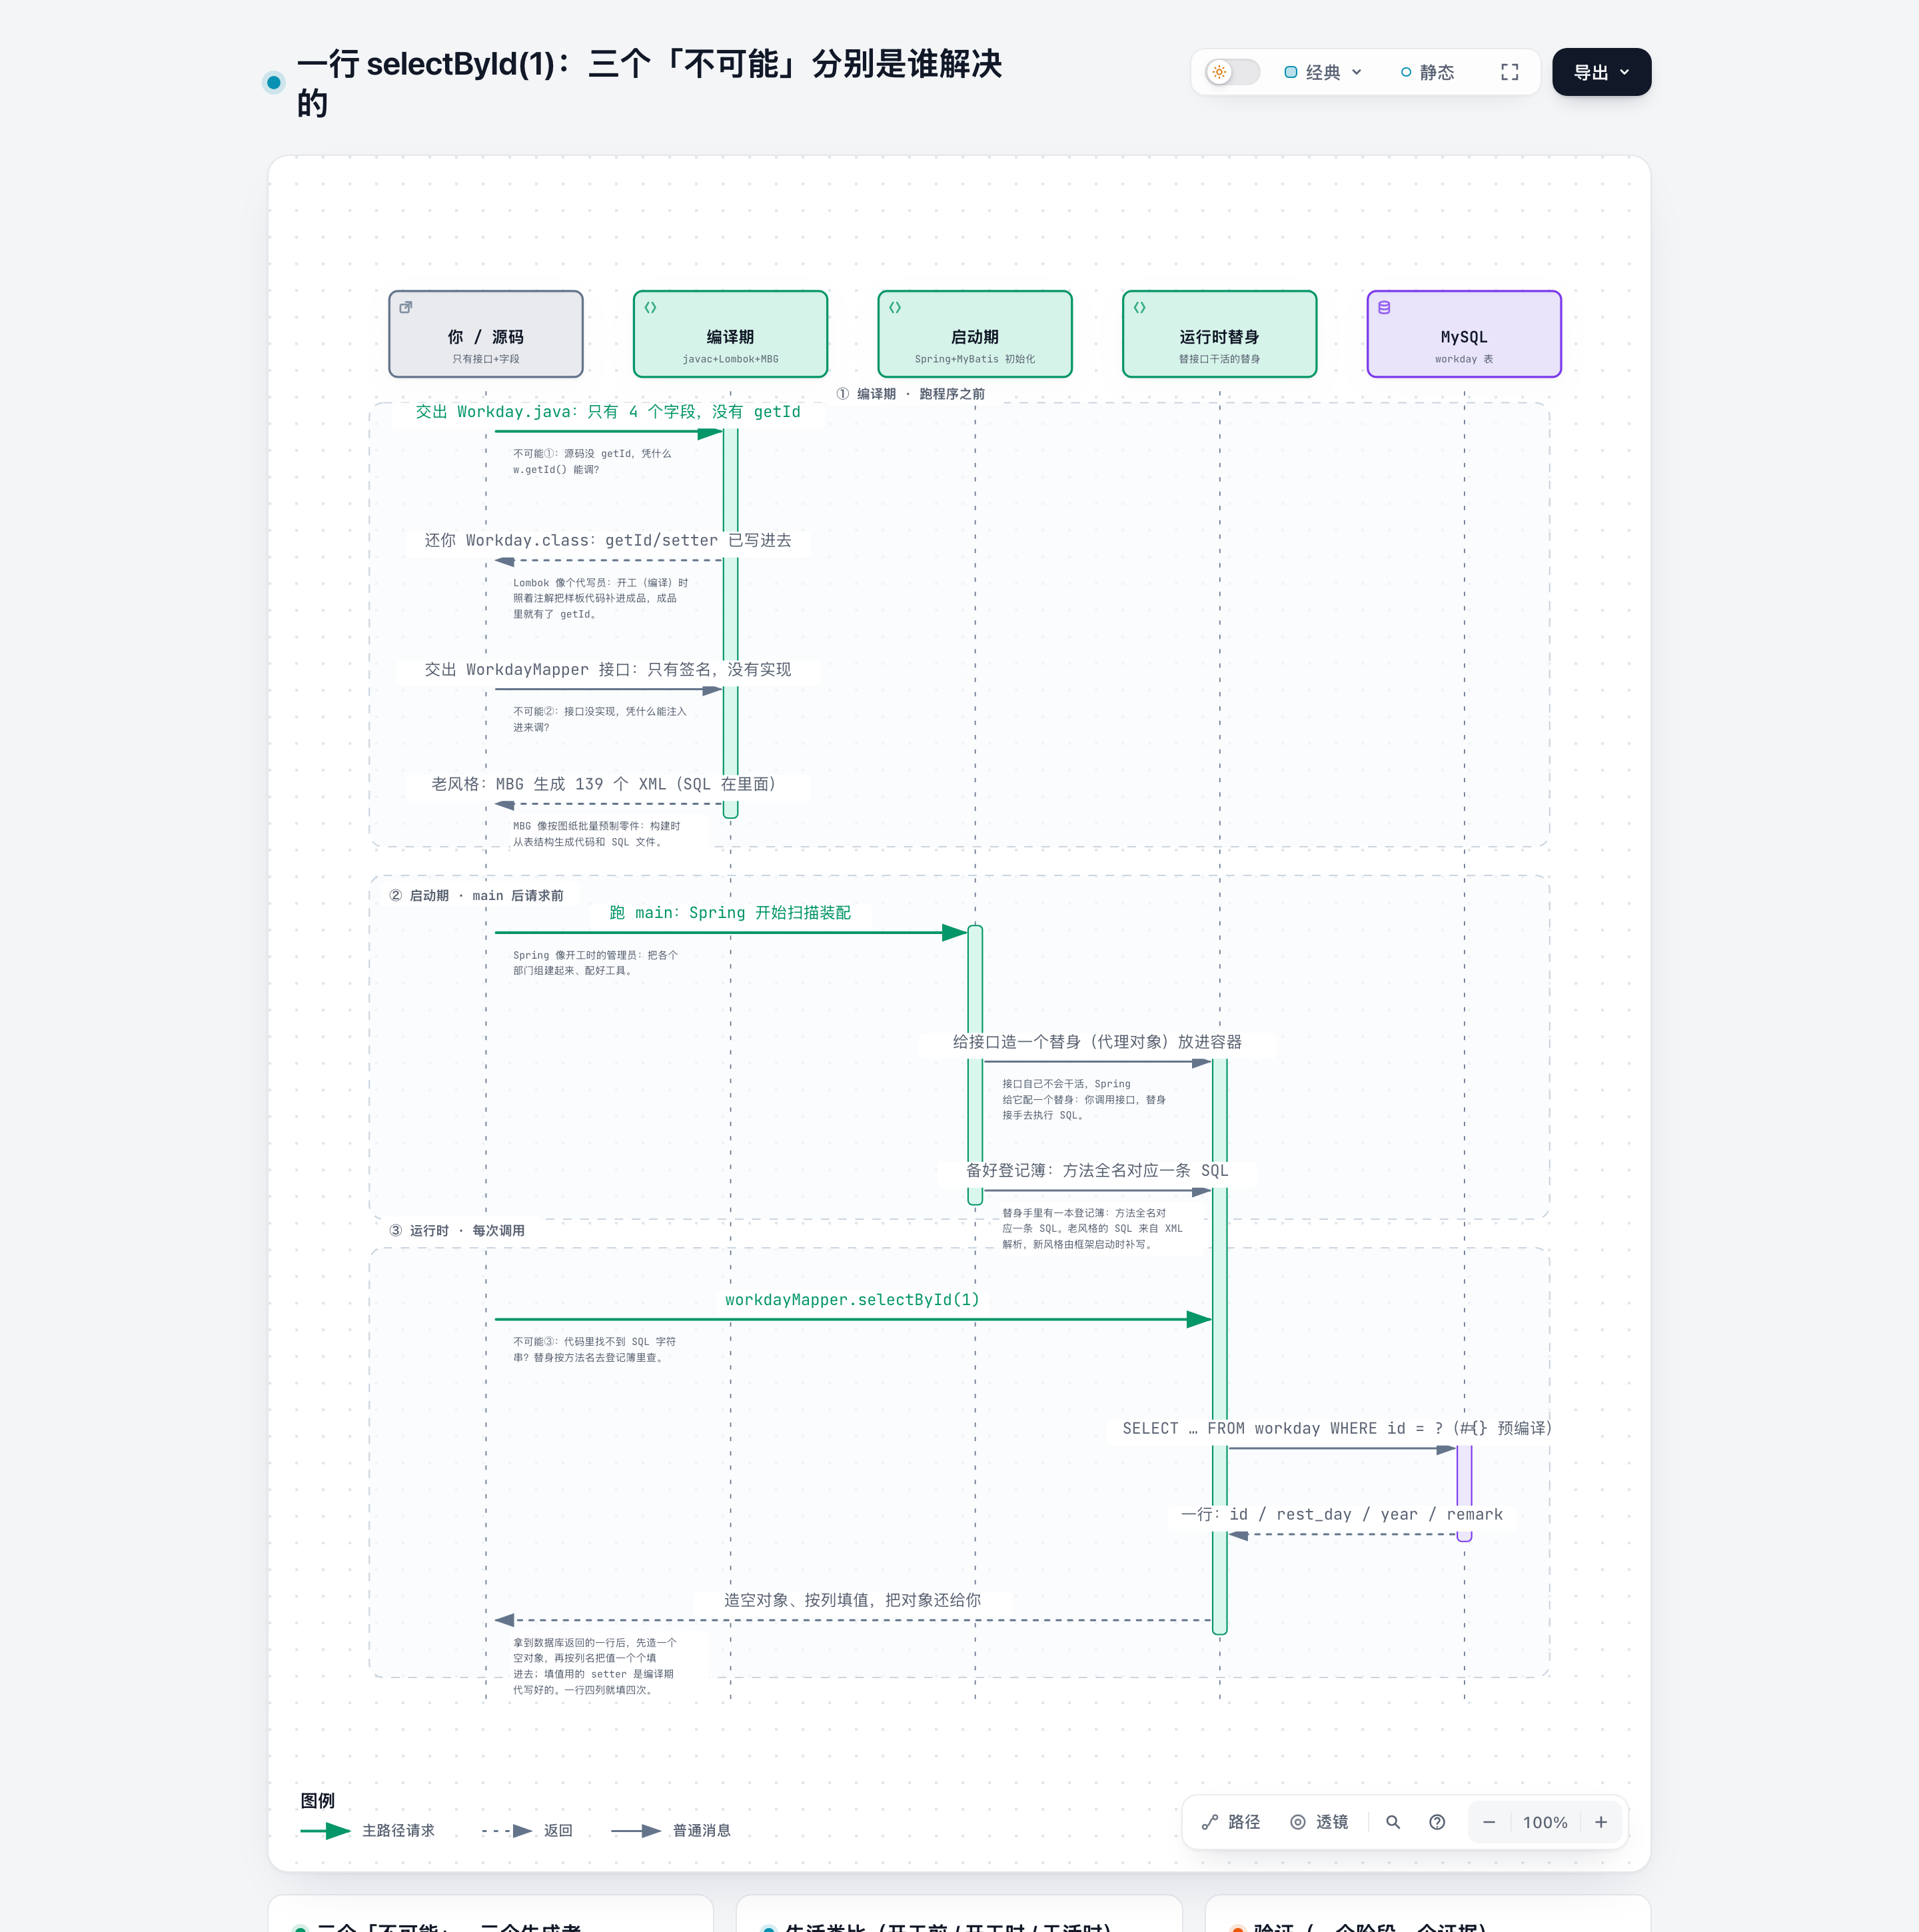 一行 selectById(1)：三个「不可能」分别是谁解决
的
经典
静态
导出
你 / 源码
只有接口+字段
编译期
javac+Lombok+MBG
启动期
Spring+MyBatis 初始化
运行时替身
替接口干活的替身
MySQL
workday 表
① 编译期 · 跑程序之前
交出 Workday.java：只有 4 个字段，没有 getId
不可能①：源码没 getId，凭什么
w.getId() 能调？
还你 Workday.class：getId/setter 已写进去
Lombok 像个代写员：开工（编译）时
照着注解把样板代码补进成品，成品
里就有了 getId。
交出 WorkdayMapper 接口：只有签名，没有实现
不可能②：接口没实现，凭什么能注入
进来调？
老风格：MBG 生成 139 个 XML（SQL 在里面）
MBG 像按图纸批量预制零件：构建时
从表结构生成代码和 SQL 文件。
② 启动期 · main 后请求前
跑 main：Spring 开始扫描装配
Spring 像开工时的管理员：把各个
部门组建起来、配好工具。
给接口造一个替身（代理对象）放进容器
接口自己不会干活，Spring
给它配一个替身：你调用接口，替身
接手去执行 SQL。
备好登记簿：方法全名对应一条 SQL
替身手里有一本登记簿：方法全名对
应一条 SQL。老风格的 SQL 来自 XML
解析，新风格由框架启动时补写。
③ 运行时 · 每次调用
workdayMapper.selectById(1)
不可能③：代码里找不到 SQL 字符
串？替身按方法名去登记簿里查。
SELECT … FROM workday WHERE id = ?（#{} 预编译）
一行：id / rest_day / year / remark
造空对象、按列填值，把对象还给你
拿到数据库返回的一行后，先造一个
空对象，再按列名把值一个个填
进去；填值用的 setter 是编译期
代写好的。一行四列就填四次。
图例
主路径请求
返回
普通消息
路径
透镜
100%
三个「不可能」，三个生成者
生活类比（开工前 / 开工时 / 干活时）